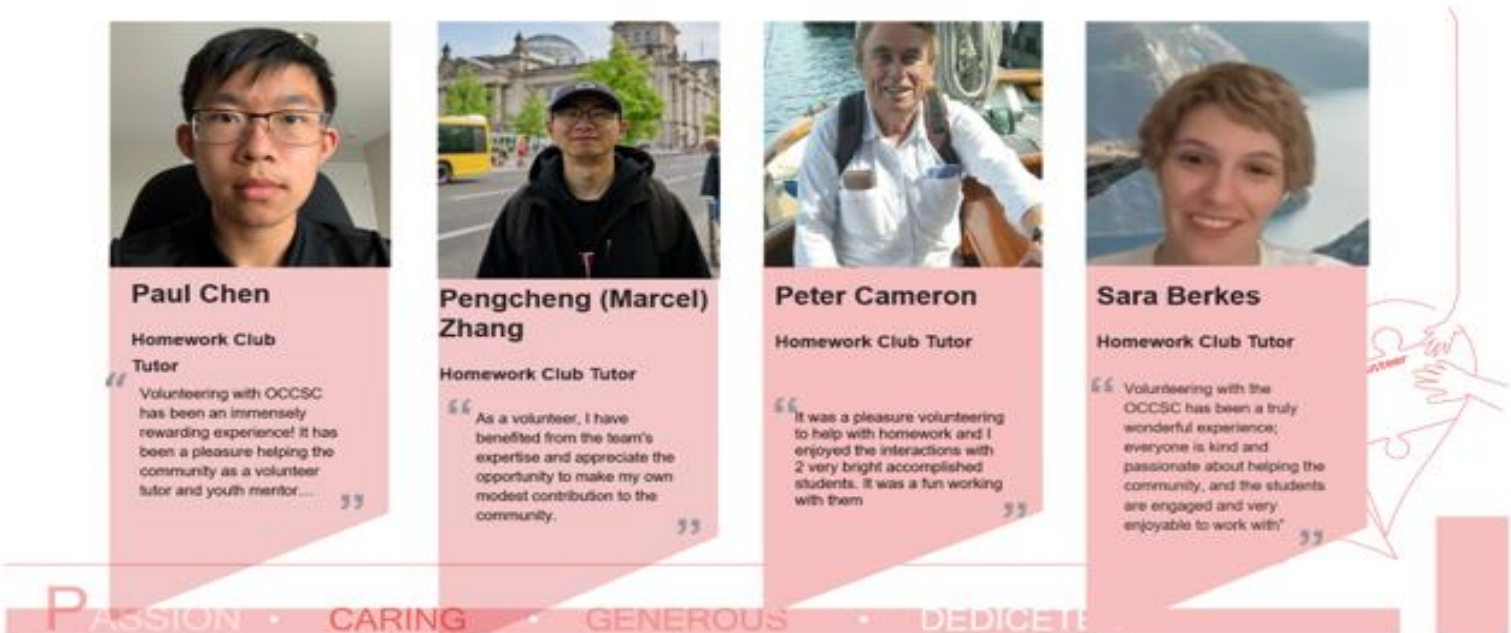 Paul Chen
Homework Club
Tutor
“
Volunteering with OCCSC
has been an immensely
rewarding experience! It has
been a pleasure helping the
community as a volunteer
tutor and youth mentor...
”
Pengcheng (Marcel)
Zhang
Homework Club Tutor
“
As a volunteer, I have
benefited from the team's
expertise and appreciate the
opportunity to make my own
modest contribution to the
community.
”
Peter Cameron
Homework Club Tutor
“
It was a pleasure volunteering
to help with homework and I
enjoyed the interactions with
2 very bright accomplished
students. It was a fun working
with them
”
Sara Berkes
Homework Club Tutor
“
Volunteering with the
OCCSC has been a truly
wonderful experience;
everyone is kind and
passionate about helping the
community, and the students
are engaged and very
enjoyable to work with"
”
PASSION · CARING · GENEROUS · DEDICETE